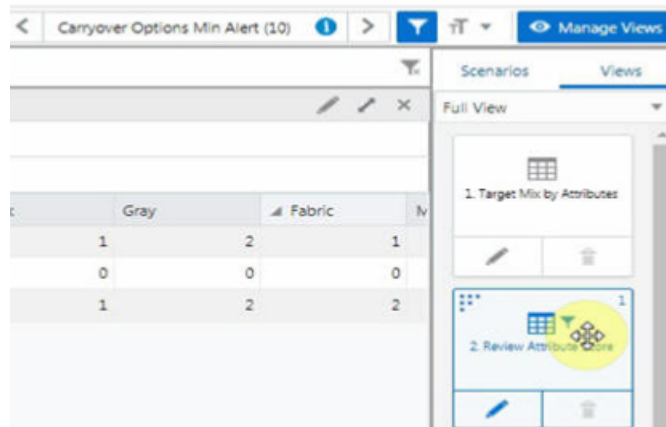 Carryover Options Min Alert (10)
Manage Views
Scenarios Views
Full View
1. Target Mix by Attributes
Gray Fabric
1 2 1
0 0 0
1 2 2
1
2. Review Attribute Score